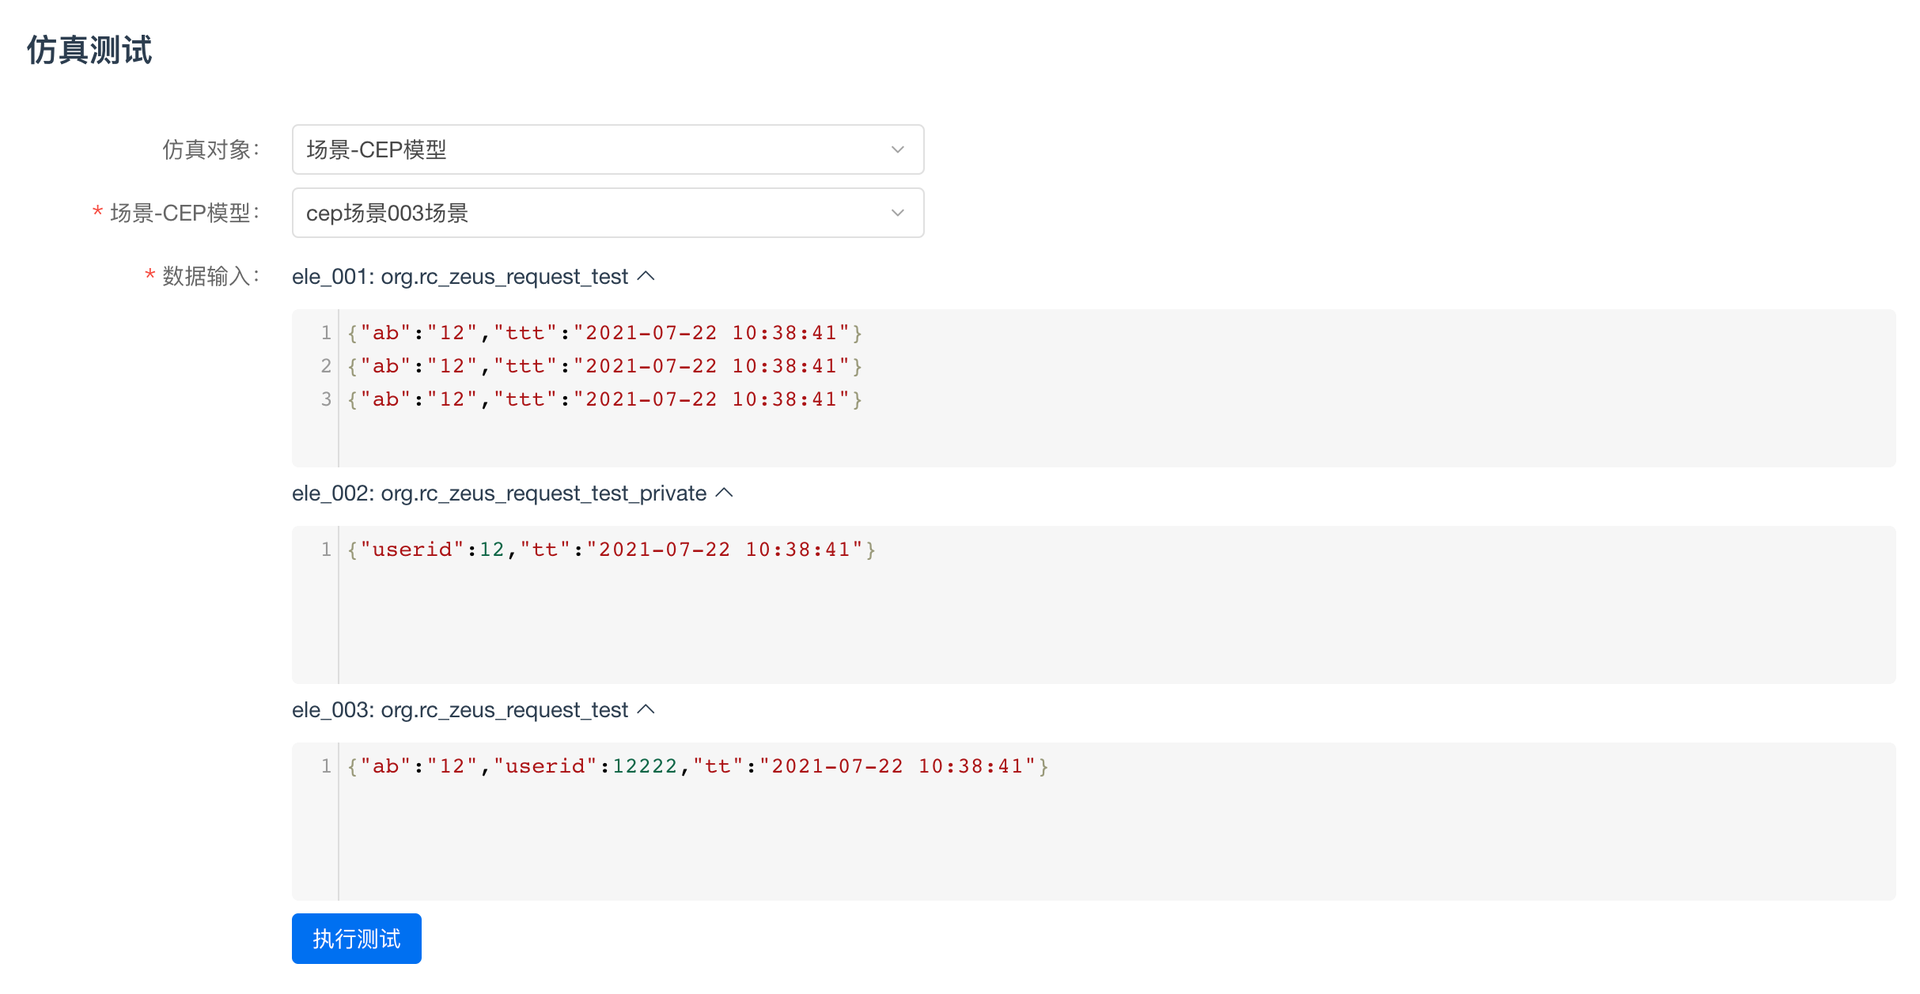 仿真测试
仿真对象：
场景-CEP模型
* 场景-CEP模型：
cep场景003场景
* 数据输入：
ele_001: org.rc_zeus_request_test
1 {"ab":"12","ttt":"2021-07-22 10:38:41"}
2 {"ab":"12","ttt":"2021-07-22 10:38:41"}
3 {"ab":"12","ttt":"2021-07-22 10:38:41"}
ele_002: org.rc_zeus_request_test_private
1 {"userid":12,"tt":"2021-07-22 10:38:41"}
ele_003: org.rc_zeus_request_test
1 {"ab":"12","userid":12222,"tt":"2021-07-22 10:38:41"}
执行测试